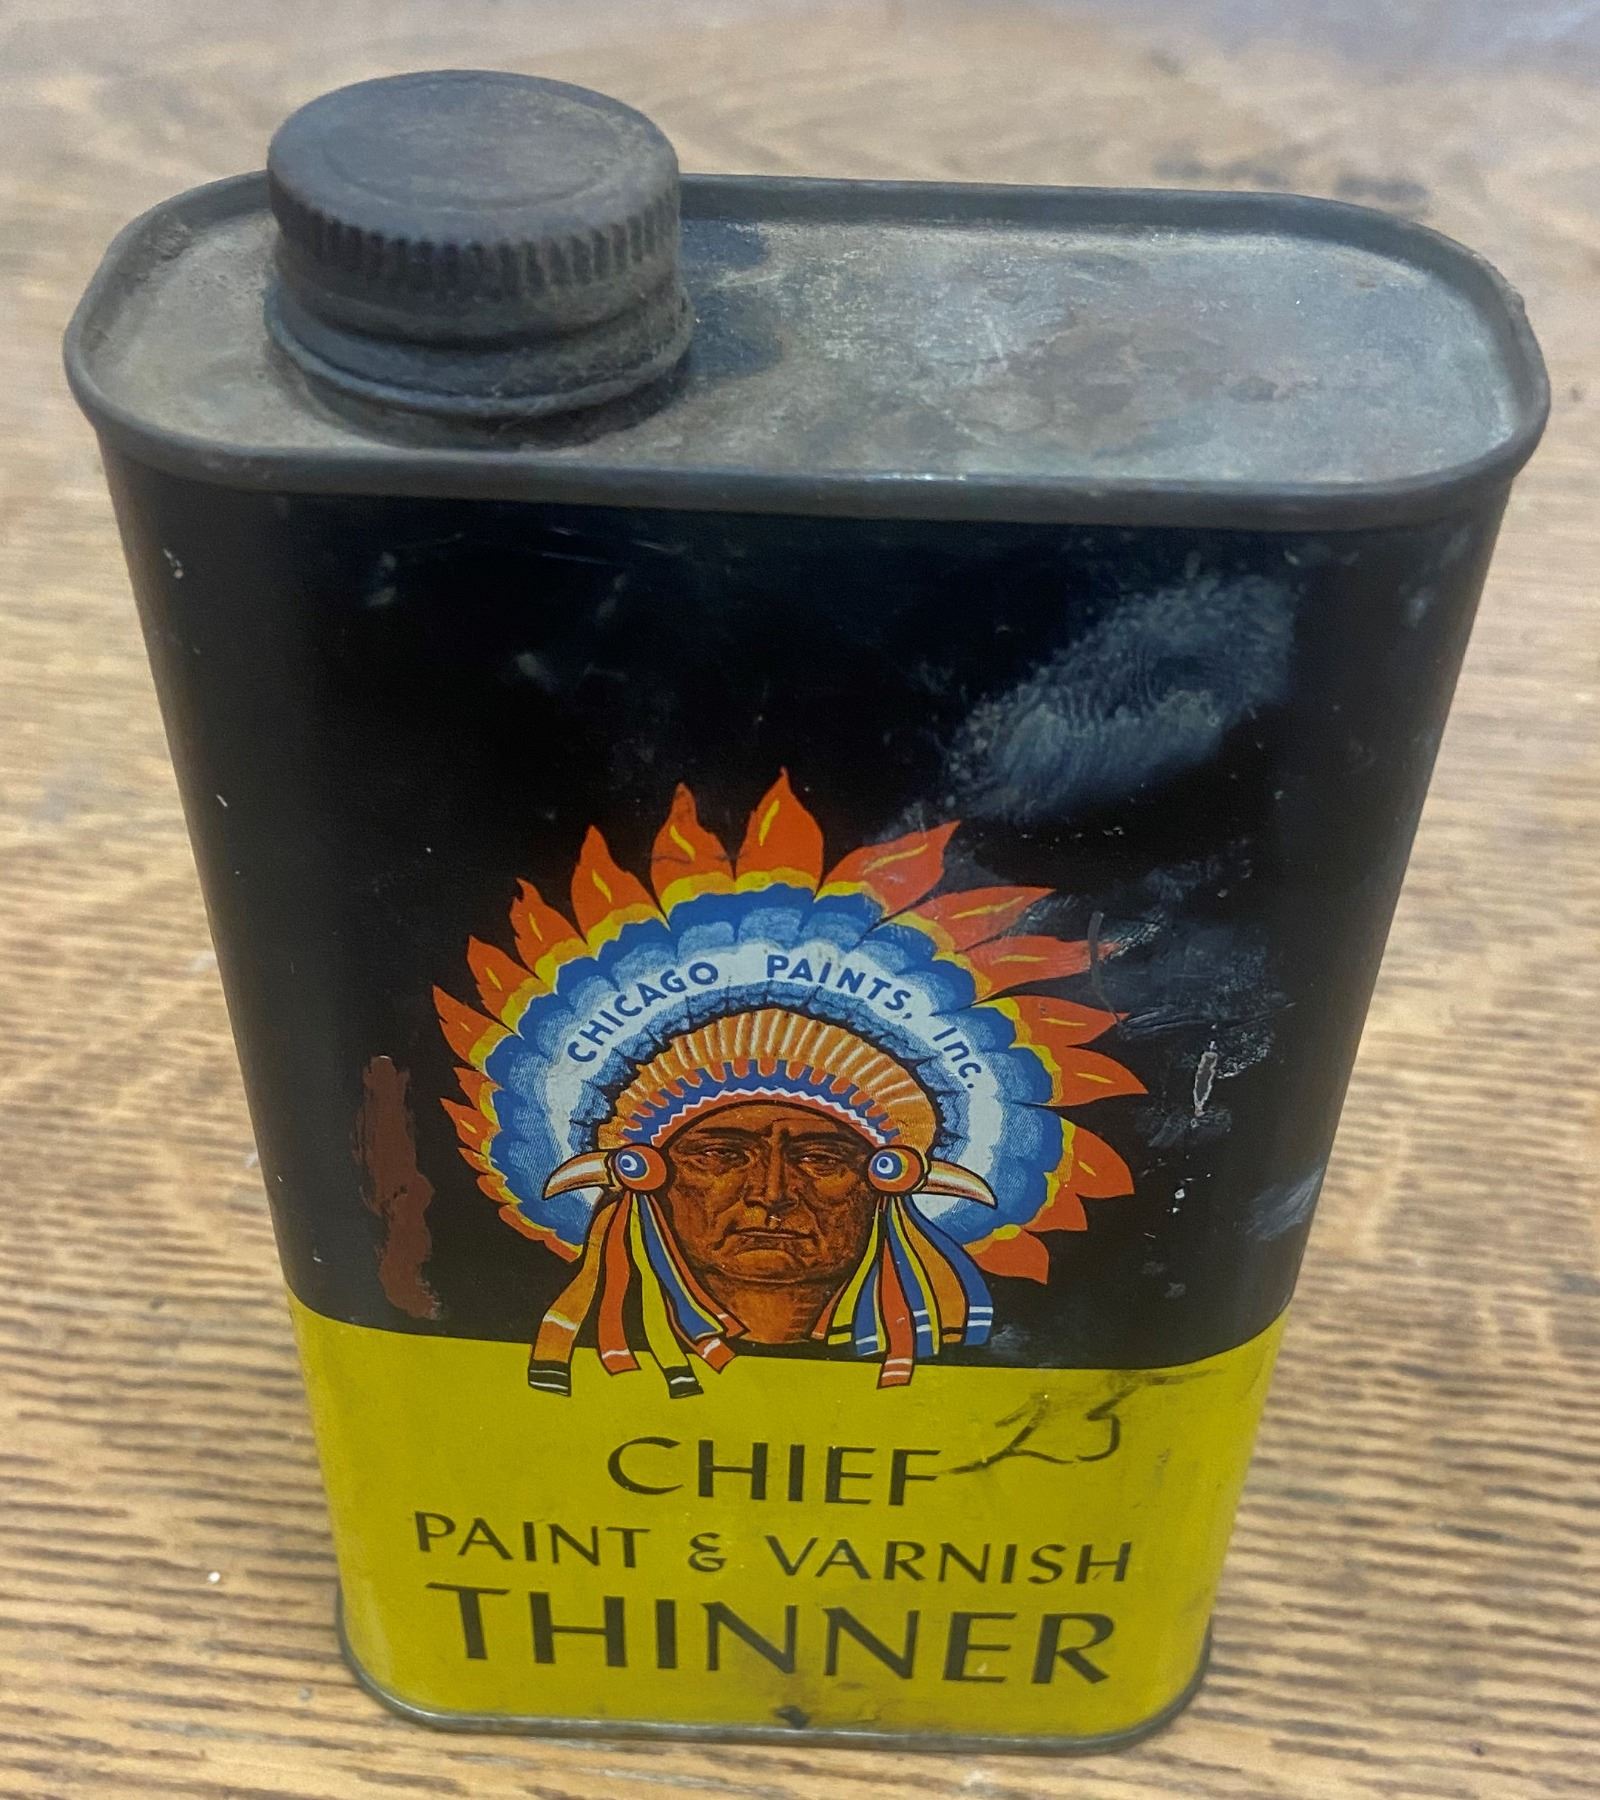 CHICAGO PAINTS, Inc.
CHIEF
25
PAINT & VARNISH
THINNER